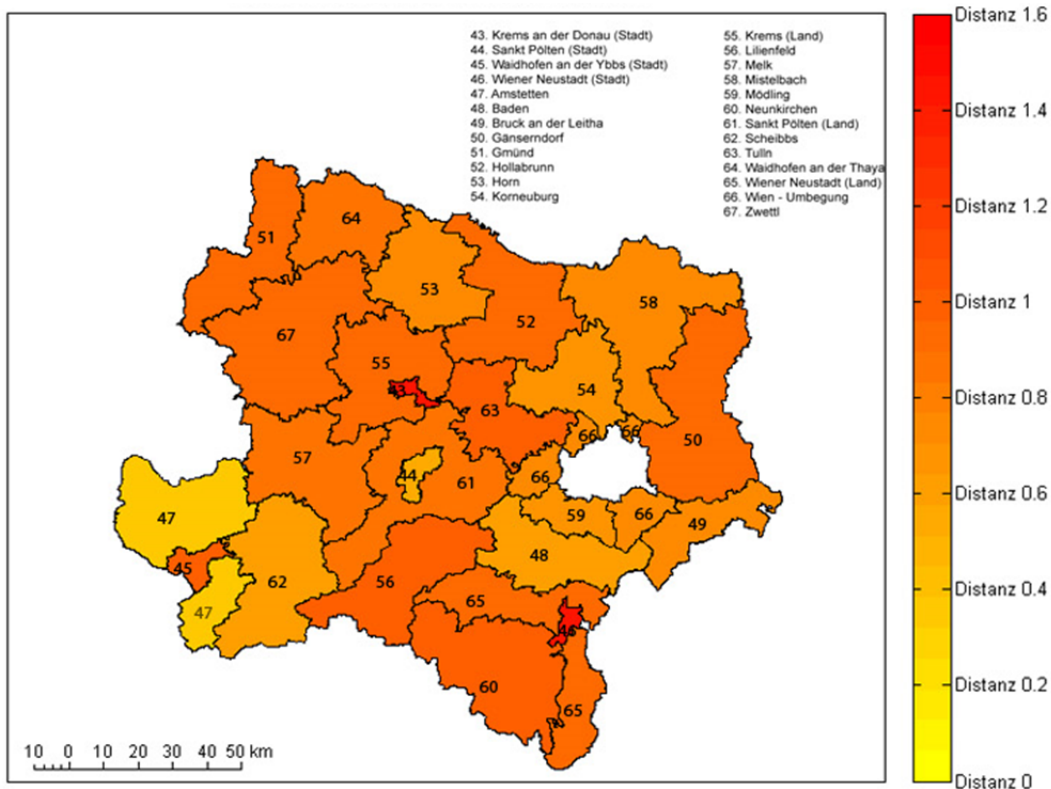 43. Krems an der Donau (Stadt)
44. Sankt Pölten (Stadt)
45. Waidhofen an der Ybbs (Stadt)
46. Wiener Neustadt (Stadt)
47. Amstetten
48. Baden
49. Bruck an der Leitha
50. Gänserndorf
51. Gmünd
52. Hollabrunn
53. Horn
54. Korneuburg
55. Krems (Land)
56. Lilienfeld
57. Melk
58. Mistelbach
59. Mödling
60. Neunkirchen
61. Sankt Pölten (Land)
62. Scheibbs
63. Tulln
64. Waidhofen an der Thaya
65. Wiener Neustadt (Land)
66. Wien - Umbegung
67. Zwettl
64
51
53
58
52
67
55
43
54
63
66
66
50
57
44
61
66
47
59
66
49
48
45
62
56
65
47
46
60
65
10 0 10 20 30 40 50 km
Distanz 1.6
Distanz 1.4
Distanz 1.2
Distanz 1
Distanz 0.8
Distanz 0.6
Distanz 0.4
Distanz 0.2
Distanz 0